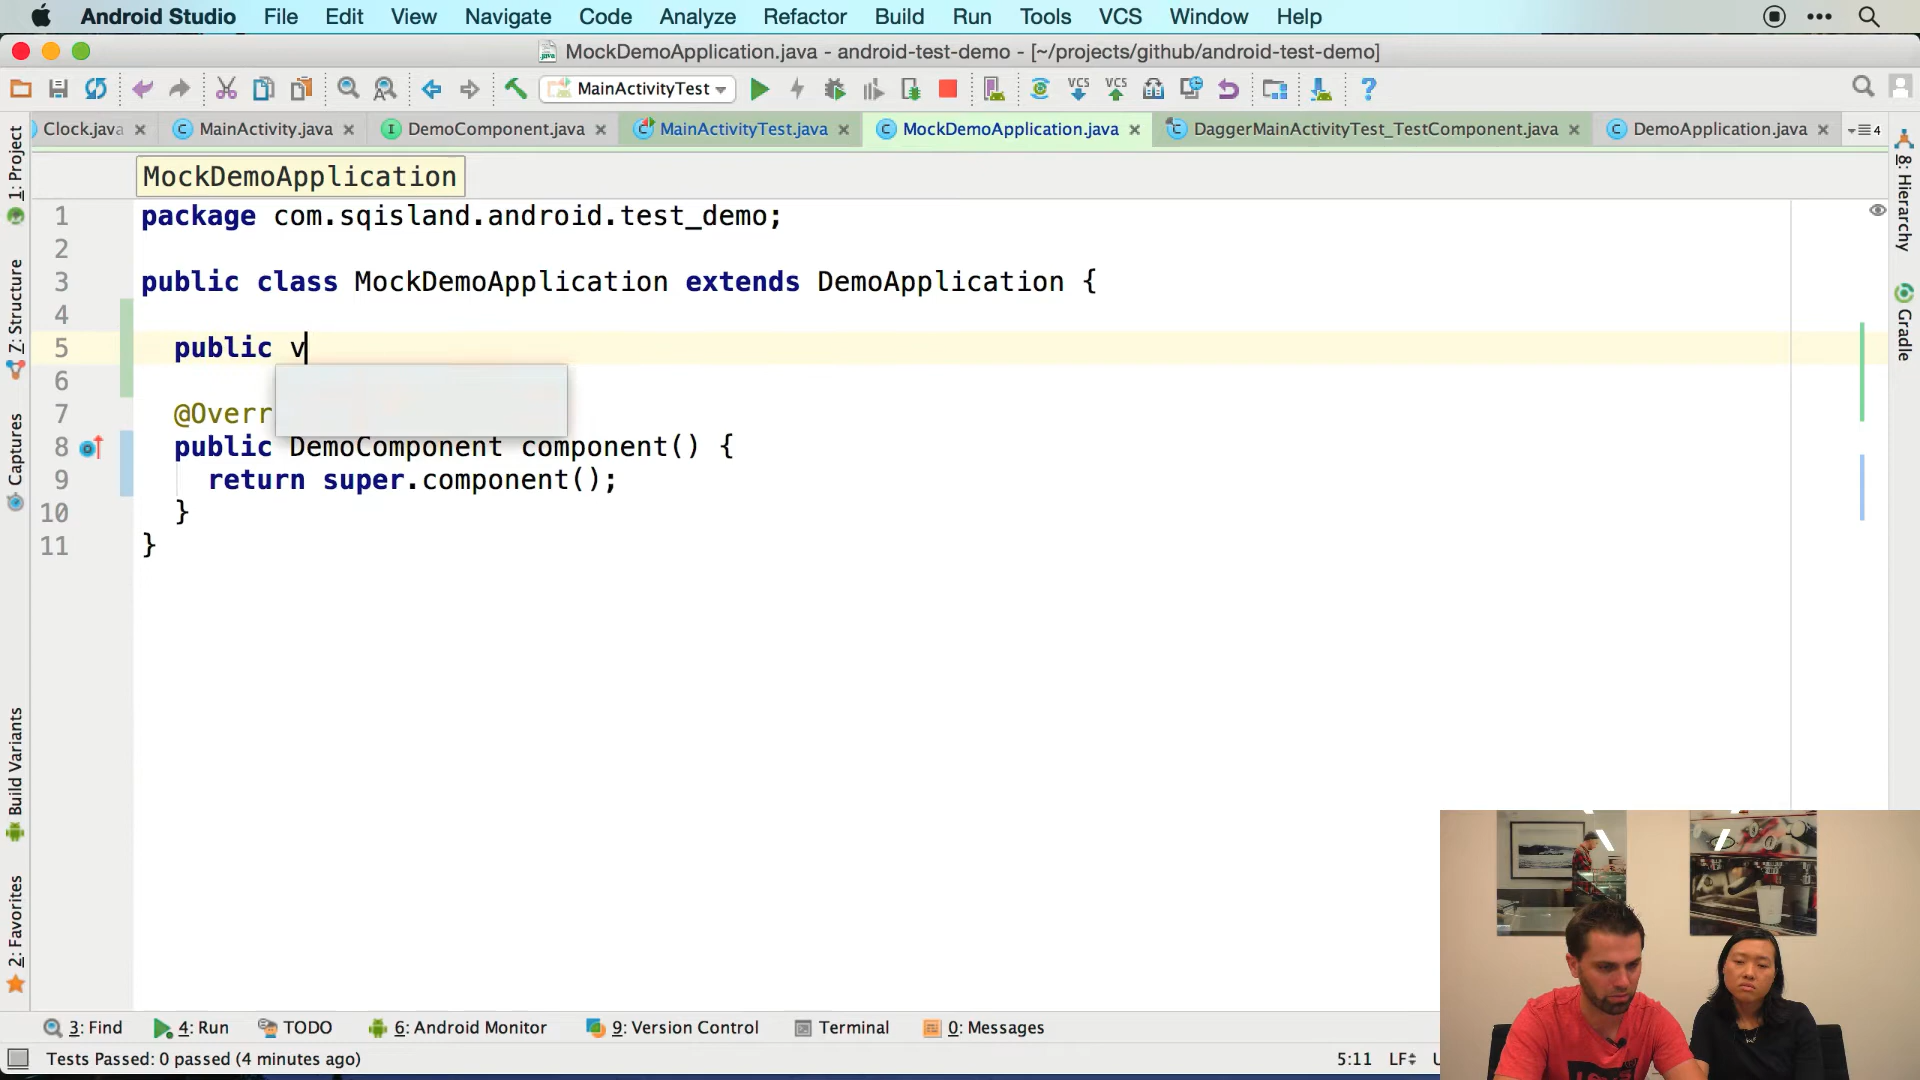 Android Studio File Edit View Navigate Code Analyze Refactor Build Run Tools VCS Window Help
MockDemoApplication.java - android-test-demo - [~/projects/github/android-test-demo]
MainActivityTest VCS VCS ?
Clock.java MainActivity.java DemoComponent.java MainActivityTest.java MockDemoApplication.java DaggerMainActivityTest_TestComponent.java DemoApplication.java 4
MockDemoApplication
1 package com.sqisland.android.test_demo;
2
3 public class MockDemoApplication extends DemoApplication {
4
5 public v
6
7 @Overr
8 public DemoComponent component() {
9 return super.component();
10 }
11 }
1: Project
7: Structure
Captures
Build Variants
2: Favorites
8: Hierarchy
Gradle
3: Find 4: Run TODO 6: Android Monitor 9: Version Control Terminal 0: Messages
Tests Passed: 0 passed (4 minutes ago) 5:11 LF